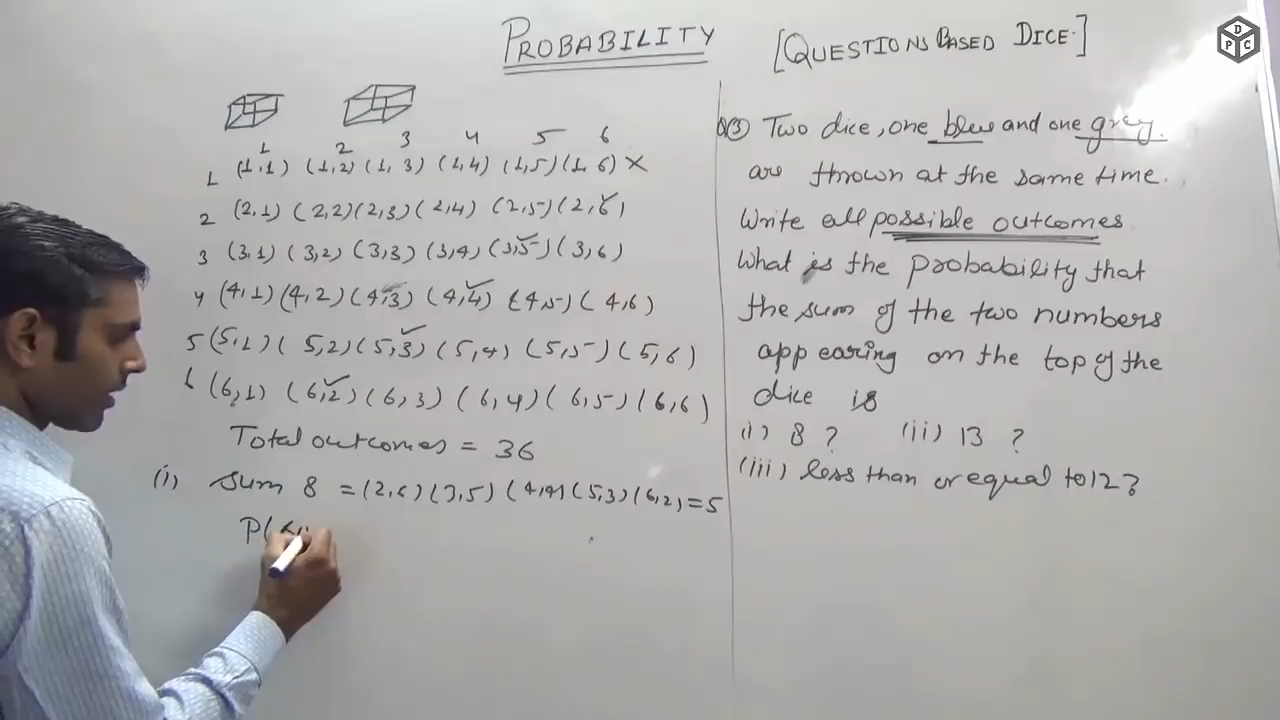 PROBABILITY [QUESTIONS BASED DICE.]
D P C
1 2 3 4 5 6
1 (1,1) (1,2) (1,3) (1,4) (1,5) (1,6) X
2 (2,1) (2,2) (2,3) (2,4) (2,5) (2,6)
3 (3,1) (3,2) (3,3) (3,4) (3,5) (3,6)
4 (4,1) (4,2) (4,3) (4,4) (4,5) (4,6)
5 (5,1) (5,2) (5,3) (5,4) (5,5) (5,6)
6 (6,1) (6,2) (6,3) (6,4) (6,5) (6,6)
Total outcomes = 36
(i) Sum 8 = (2,6) (3,5) (4,4) (5,3) (6,2) = 5
P(Su
Q③ Two dice, one blue and one grey.
are thrown at the same time.
Write all possible outcomes
What is the probability that
the sum of the two numbers
appearing on the top of the
dice is
(i) 8 ? (ii) 13 ?
(iii) less than or equal to 12?